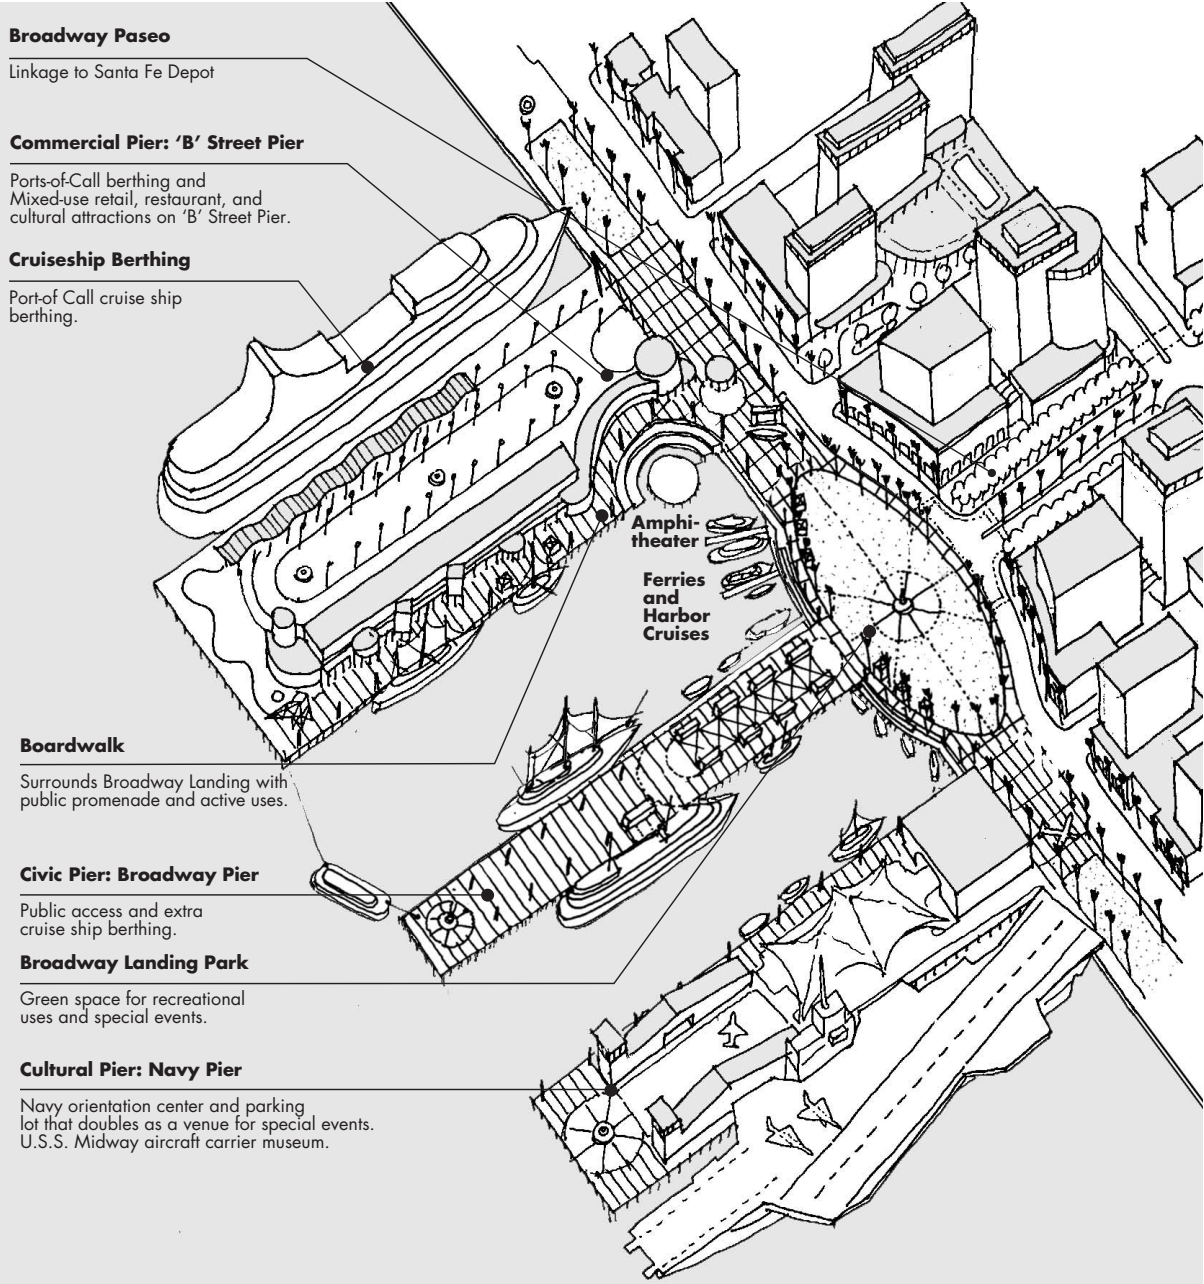 Broadway Paseo
Linkage to Santa Fe Depot
Commercial Pier: ‘B’ Street Pier
Ports-of-Call berthing and
Mixed-use retail, restaurant, and
cultural attractions on ‘B’ Street Pier.
Cruiseship Berthing
Port-of Call cruise ship
berthing.
Amphi-
theater
Ferries
and
Harbor
Cruises
Boardwalk
Surrounds Broadway Landing with
public promenade and active uses.
Civic Pier: Broadway Pier
Public access and extra
cruise ship berthing.
Broadway Landing Park
Green space for recreational
uses and special events.
Cultural Pier: Navy Pier
Navy orientation center and parking
lot that doubles as a venue for special events.
U.S.S. Midway aircraft carrier museum.